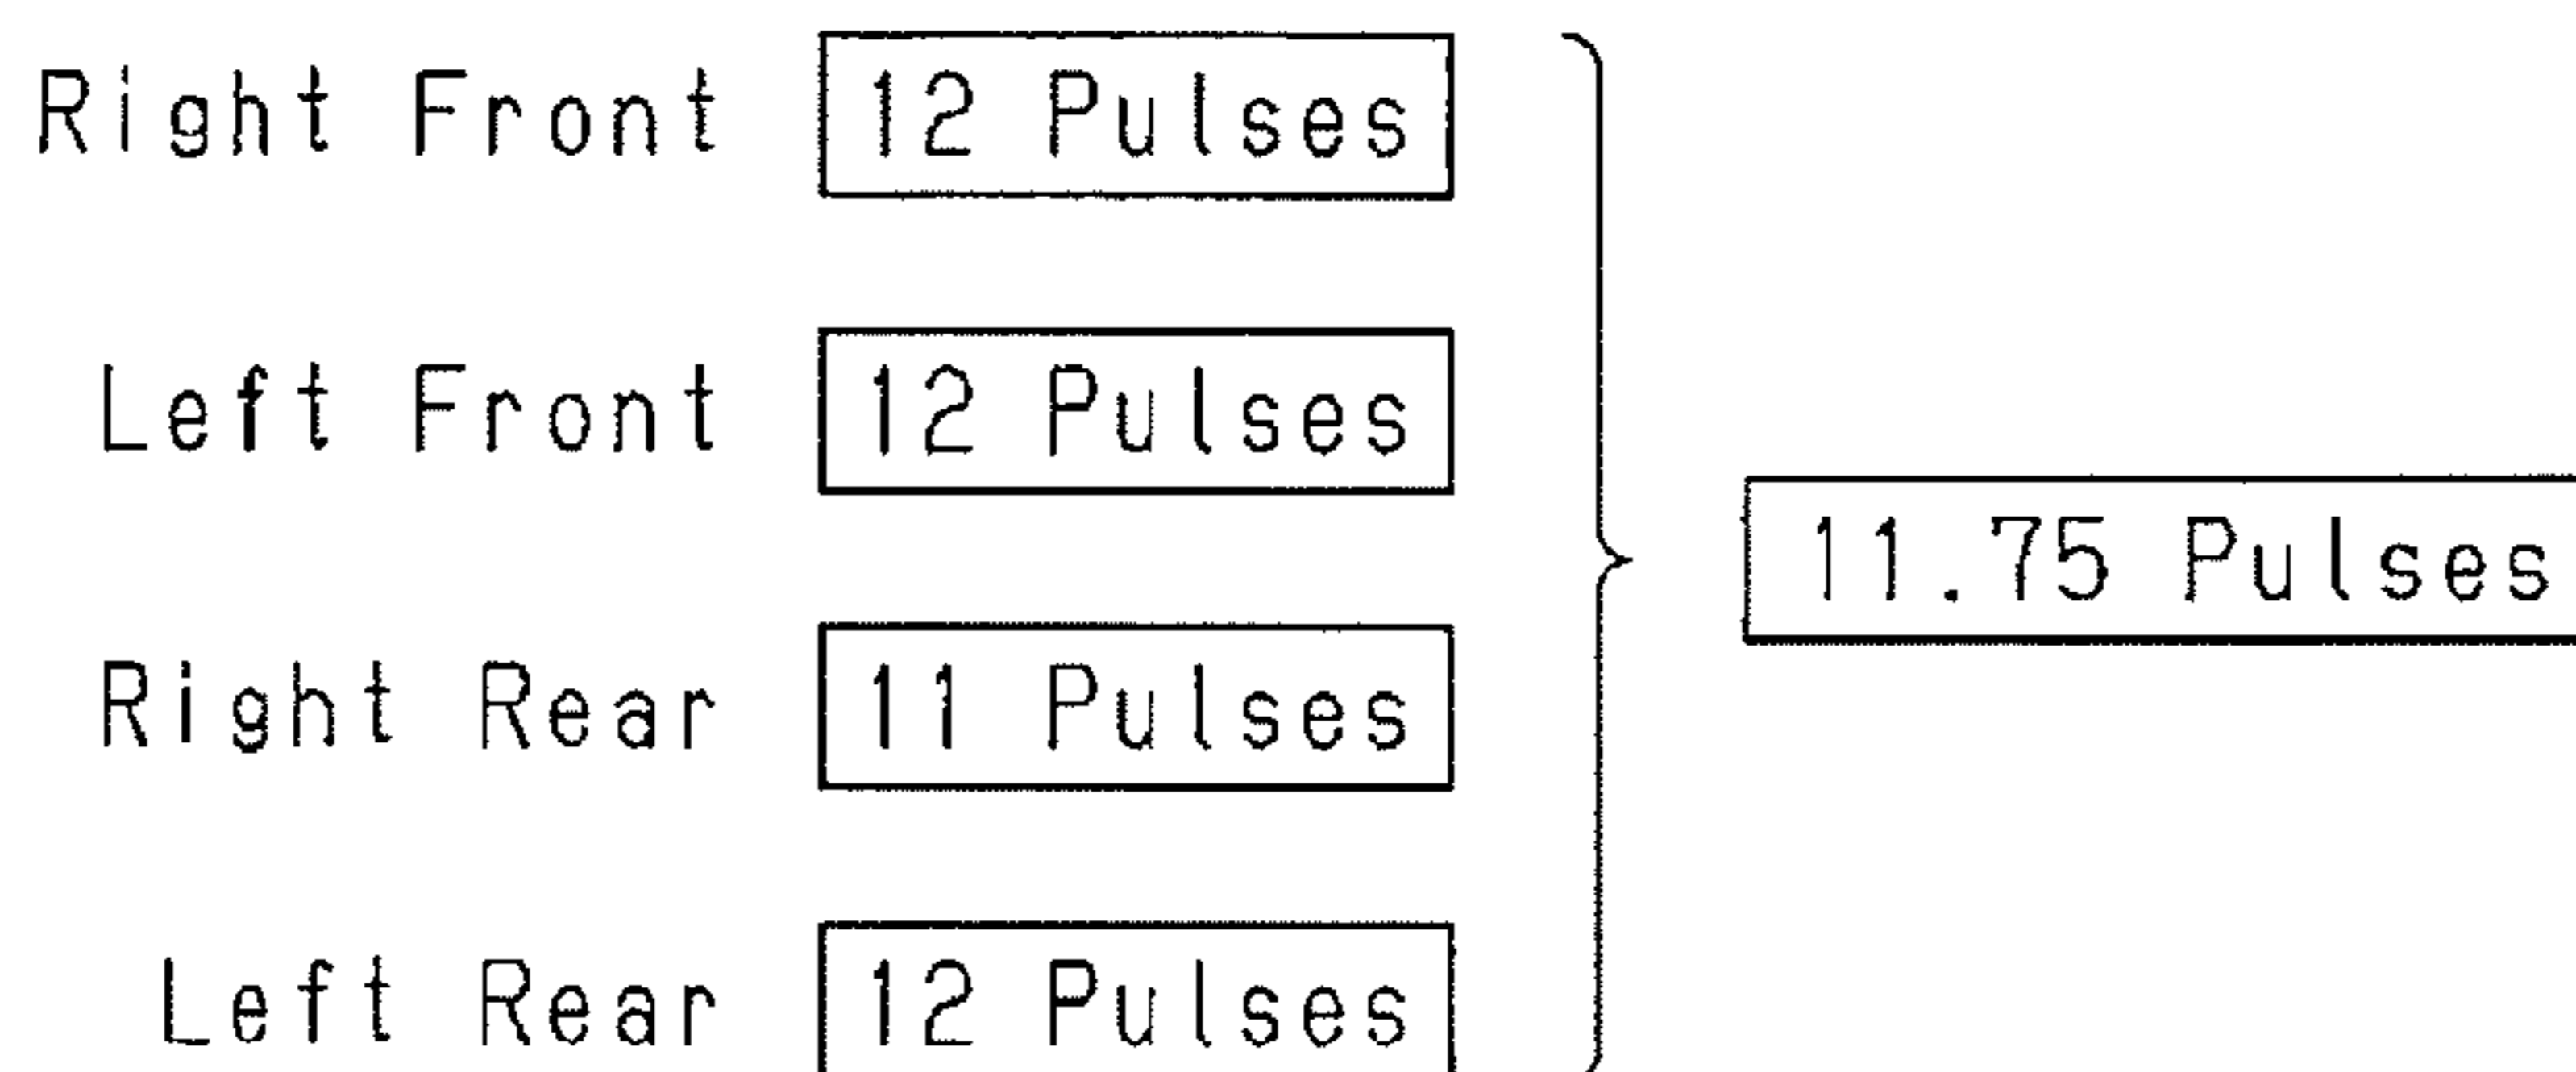 Right Front 12 Pulses
Left Front 12 Pulses
11.75 Pulses
Right Rear 11 Pulses
Left Rear 12 Pulses